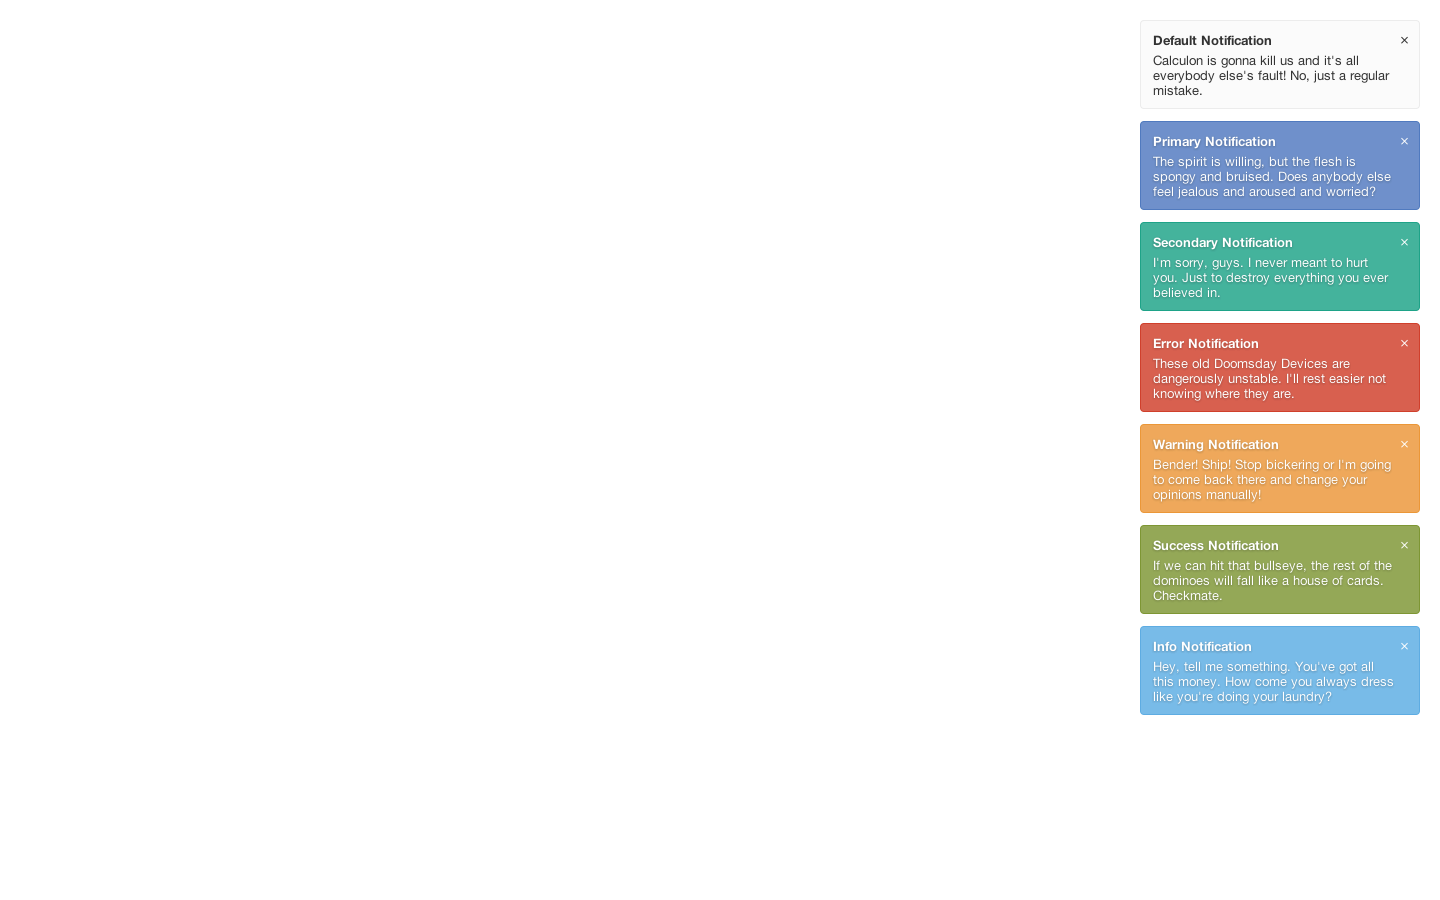 Default Notification ×
Calculon is gonna kill us and it's all
everybody else's fault! No, just a regular
mistake.
Primary Notification ×
The spirit is willing, but the flesh is
spongy and bruised. Does anybody else
feel jealous and aroused and worried?
Secondary Notification ×
I'm sorry, guys. I never meant to hurt
you. Just to destroy everything you ever
believed in.
Error Notification ×
These old Doomsday Devices are
dangerously unstable. I'll rest easier not
knowing where they are.
Warning Notification ×
Bender! Ship! Stop bickering or I'm going
to come back there and change your
opinions manually!
Success Notification ×
If we can hit that bullseye, the rest of the
dominoes will fall like a house of cards.
Checkmate.
Info Notification ×
Hey, tell me something. You've got all
this money. How come you always dress
like you're doing your laundry?